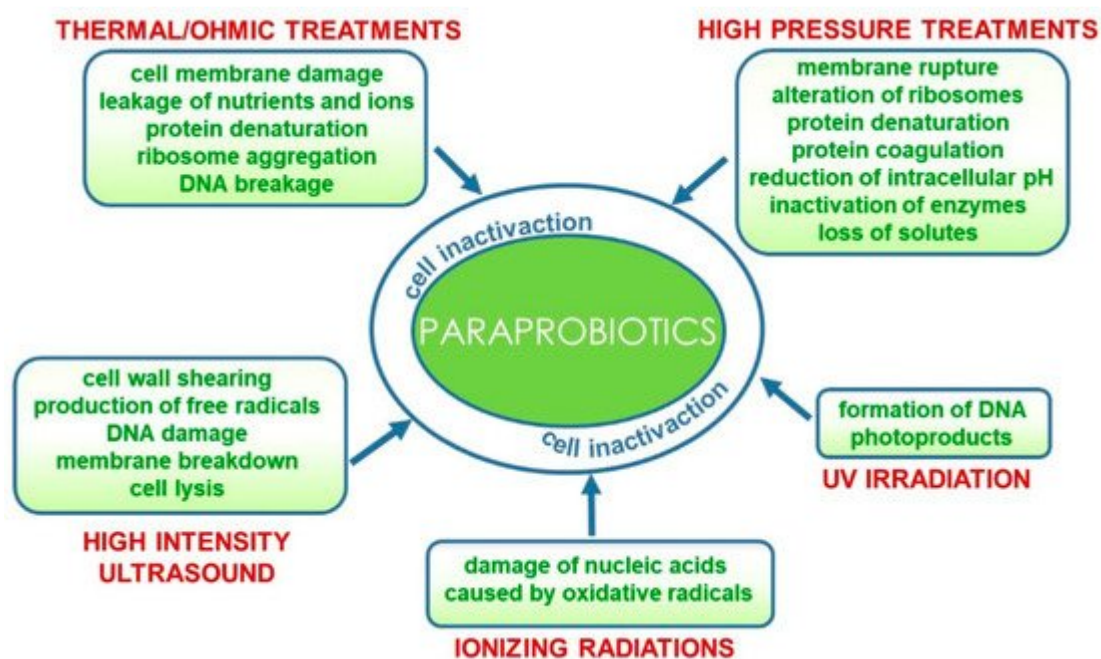 THERMAL/OHMIC TREATMENTS
cell membrane damage
leakage of nutrients and ions
protein denaturation
ribosome aggregation
DNA breakage
HIGH PRESSURE TREATMENTS
membrane rupture
alteration of ribosomes
protein denaturation
protein coagulation
reduction of intracellular pH
inactivation of enzymes
loss of solutes
cell inactivaction
PARAPROBIOTICS
cell inactivaction
cell wall shearing
production of free radicals
DNA damage
membrane breakdown
cell lysis
HIGH INTENSITY
ULTRASOUND
formation of DNA
photoproducts
UV IRRADIATION
damage of nucleic acids
caused by oxidative radicals
IONIZING RADIATIONS